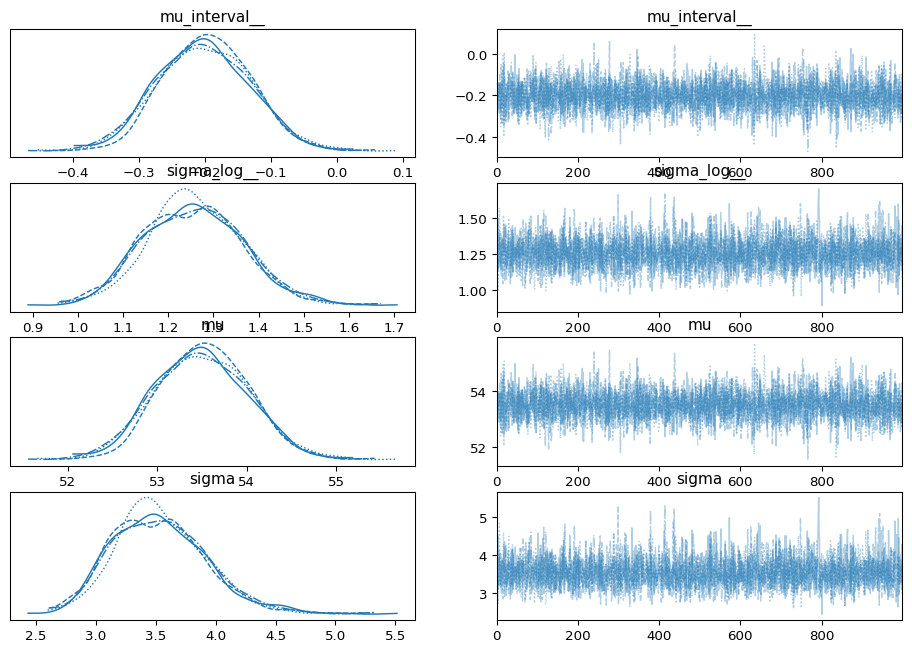 mu_interval__ mu_interval__
0.0
−0.2
−0.4
−0.4 −0.3 −0.2 −0.1 0.0 0.1 0 200 400 600 800
sigma_log__ sigma_log__
1.50
1.25
1.00
0.9 1.0 1.1 1.2 1.3 1.4 1.5 1.6 1.7 0 200 400 600 800
mu mu
54
52
52 53 54 55 0 200 400 600 800
sigma sigma
5
4
3
2.5 3.0 3.5 4.0 4.5 5.0 5.5 0 200 400 600 800